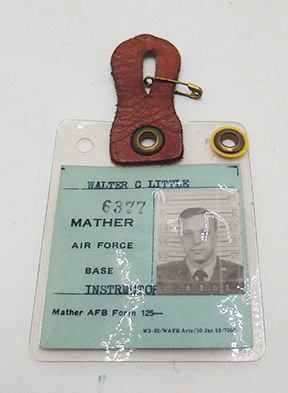 WALTER C LITTLE
6377
MATHER
AIR FORCE
BASE
INSTRUCTOR
Mather AFB Form 125—